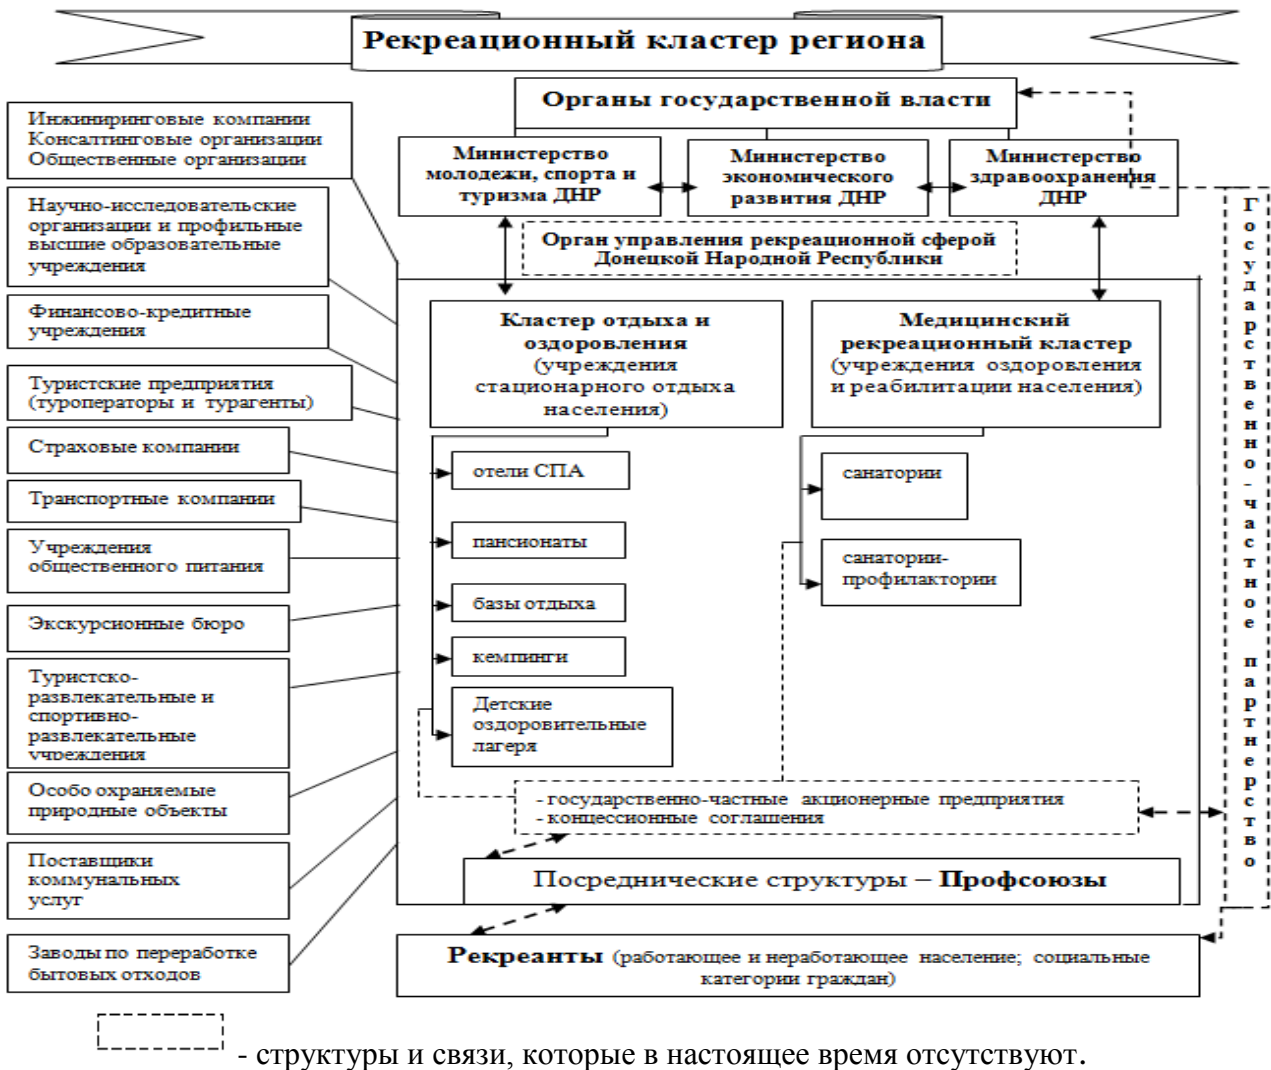 Рекреационный кластер региона
Органы государственной власти
Министерство
молодежи, спорта и
туризма ДНР
Министерство
экономического
развития ДНР
Министерство
здравоохранения
ДНР
Орган управления рекреационной сферой
Донецкой Народной Республики
Инжиниринговые компании
Консалтинговые организации
Общественные организации
Научно-исследовательские
организации и профильные
высшие образовательные
учреждения
Финансово-кредитные
учреждения
Туристские предприятия
(туроператоры и турагенты)
Страховые компании
Транспортные компании
Учреждения
общественного питания
Экскурсионные бюро
Туристско-
развлекательные и
спортивно-
развлекательные
учреждения
Особо охраняемые
природные объекты
Поставщики
коммунальных
услуг
Заводы по переработке
бытовых отходов
Кластер отдыха и
оздоровления
(учреждения
стационарного отдыха
населения)
отели СПА
пансионаты
базы отдыха
кемпинги
Детские
оздоровительные
лагеря
Медицинский
рекреационный кластер
(учреждения оздоровления
и реабилитации населения)
санатории
санатории-
профилактории
- государственно-частные акционерные предприятия
- концессионные соглашения
Посреднические структуры – Профсоюзы
Рекреанты (работающее и неработающее население; социальные
категории граждан)
Государственно-частное партнерство
- структуры и связи, которые в настоящее время отсутствуют.